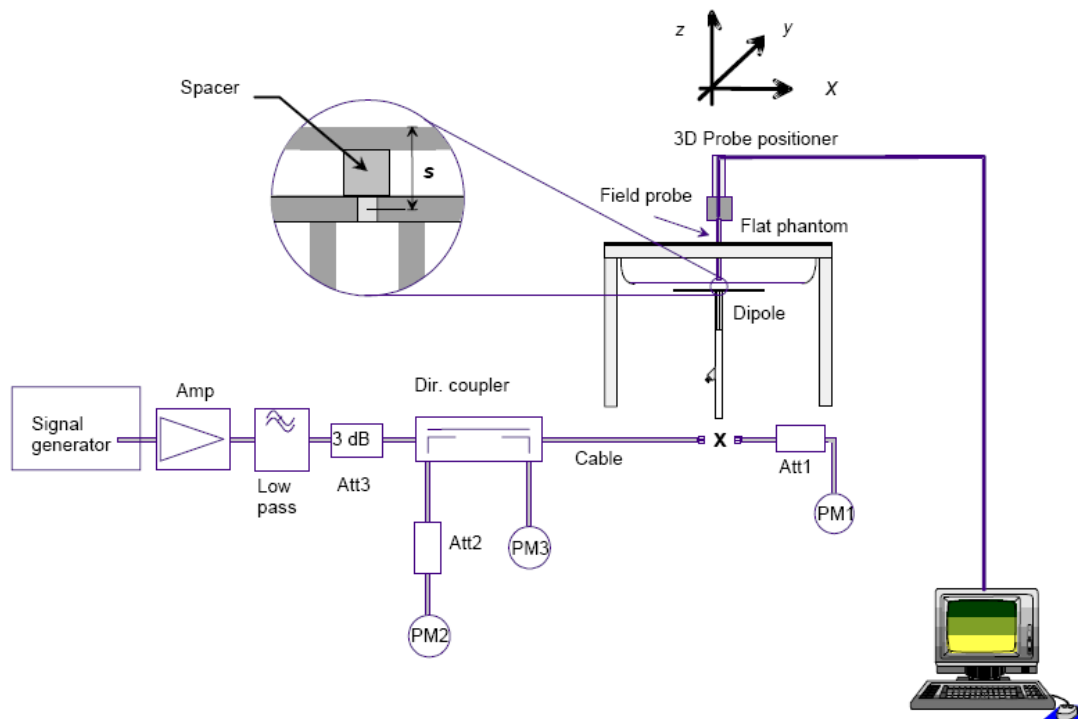 z
y
X
Spacer
s
3D Probe positioner
Field probe
Flat phantom
Dipole
Signal
generator
Amp
Low
pass
3 dB
Att3
Dir. coupler
Cable
X
Att1
PM1
Att2
PM3
PM2